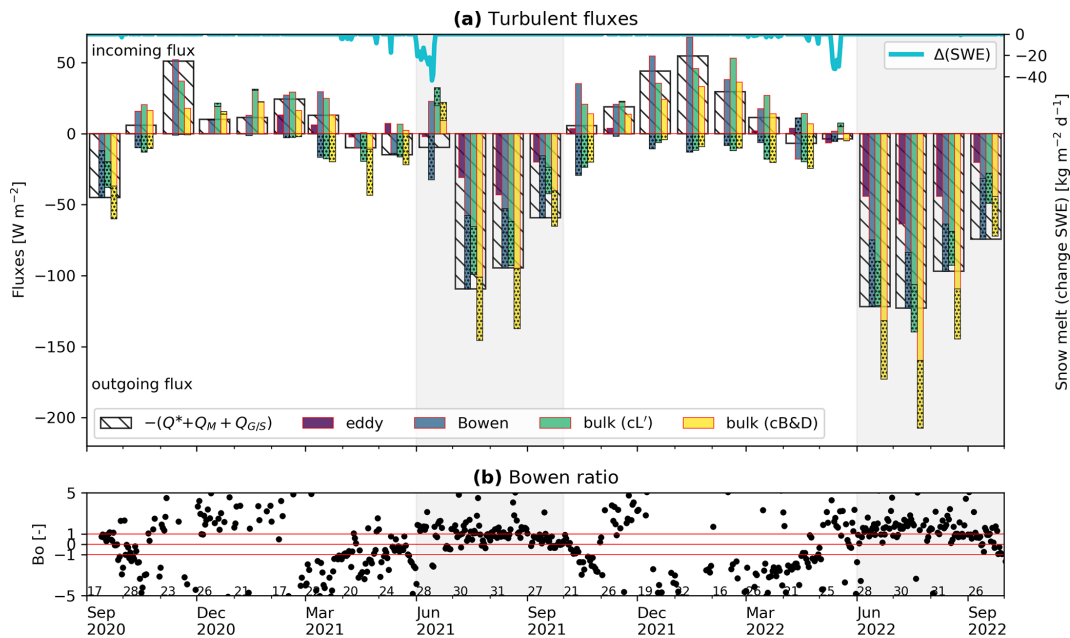 (a) Turbulent fluxes
incoming flux
Δ(SWE)
50
0
−50
−100
−150
−200
0
−20
−40
Fluxes [W m⁻²]
Snow melt (change SWE) [kg m⁻² d⁻¹]
outgoing flux
−(Q*+Q_M + Q_G/S)
eddy
Bowen
bulk (cL′)
bulk (cB&D)
(b) Bowen ratio
Bo [-]
5
1
0
−1
−5
17 28 23 26 21 17 20 24 28 30 31 27 21 26 19 16 28 30 31 26
Sep Dec Mar Jun Sep Dec Mar Jun Sep
2020 2020 2021 2021 2021 2021 2022 2022 2022